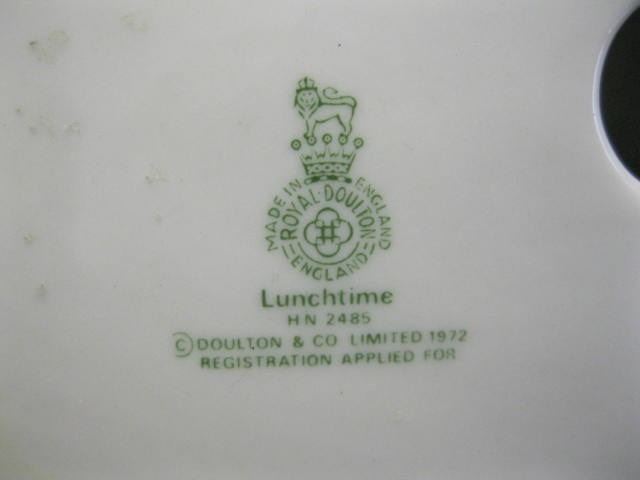 MADE IN ENGLAND
ROYAL · DOULTON
ENGLAND
Lunchtime
HN 2485
© DOULTON & CO LIMITED 1972
REGISTRATION APPLIED FOR